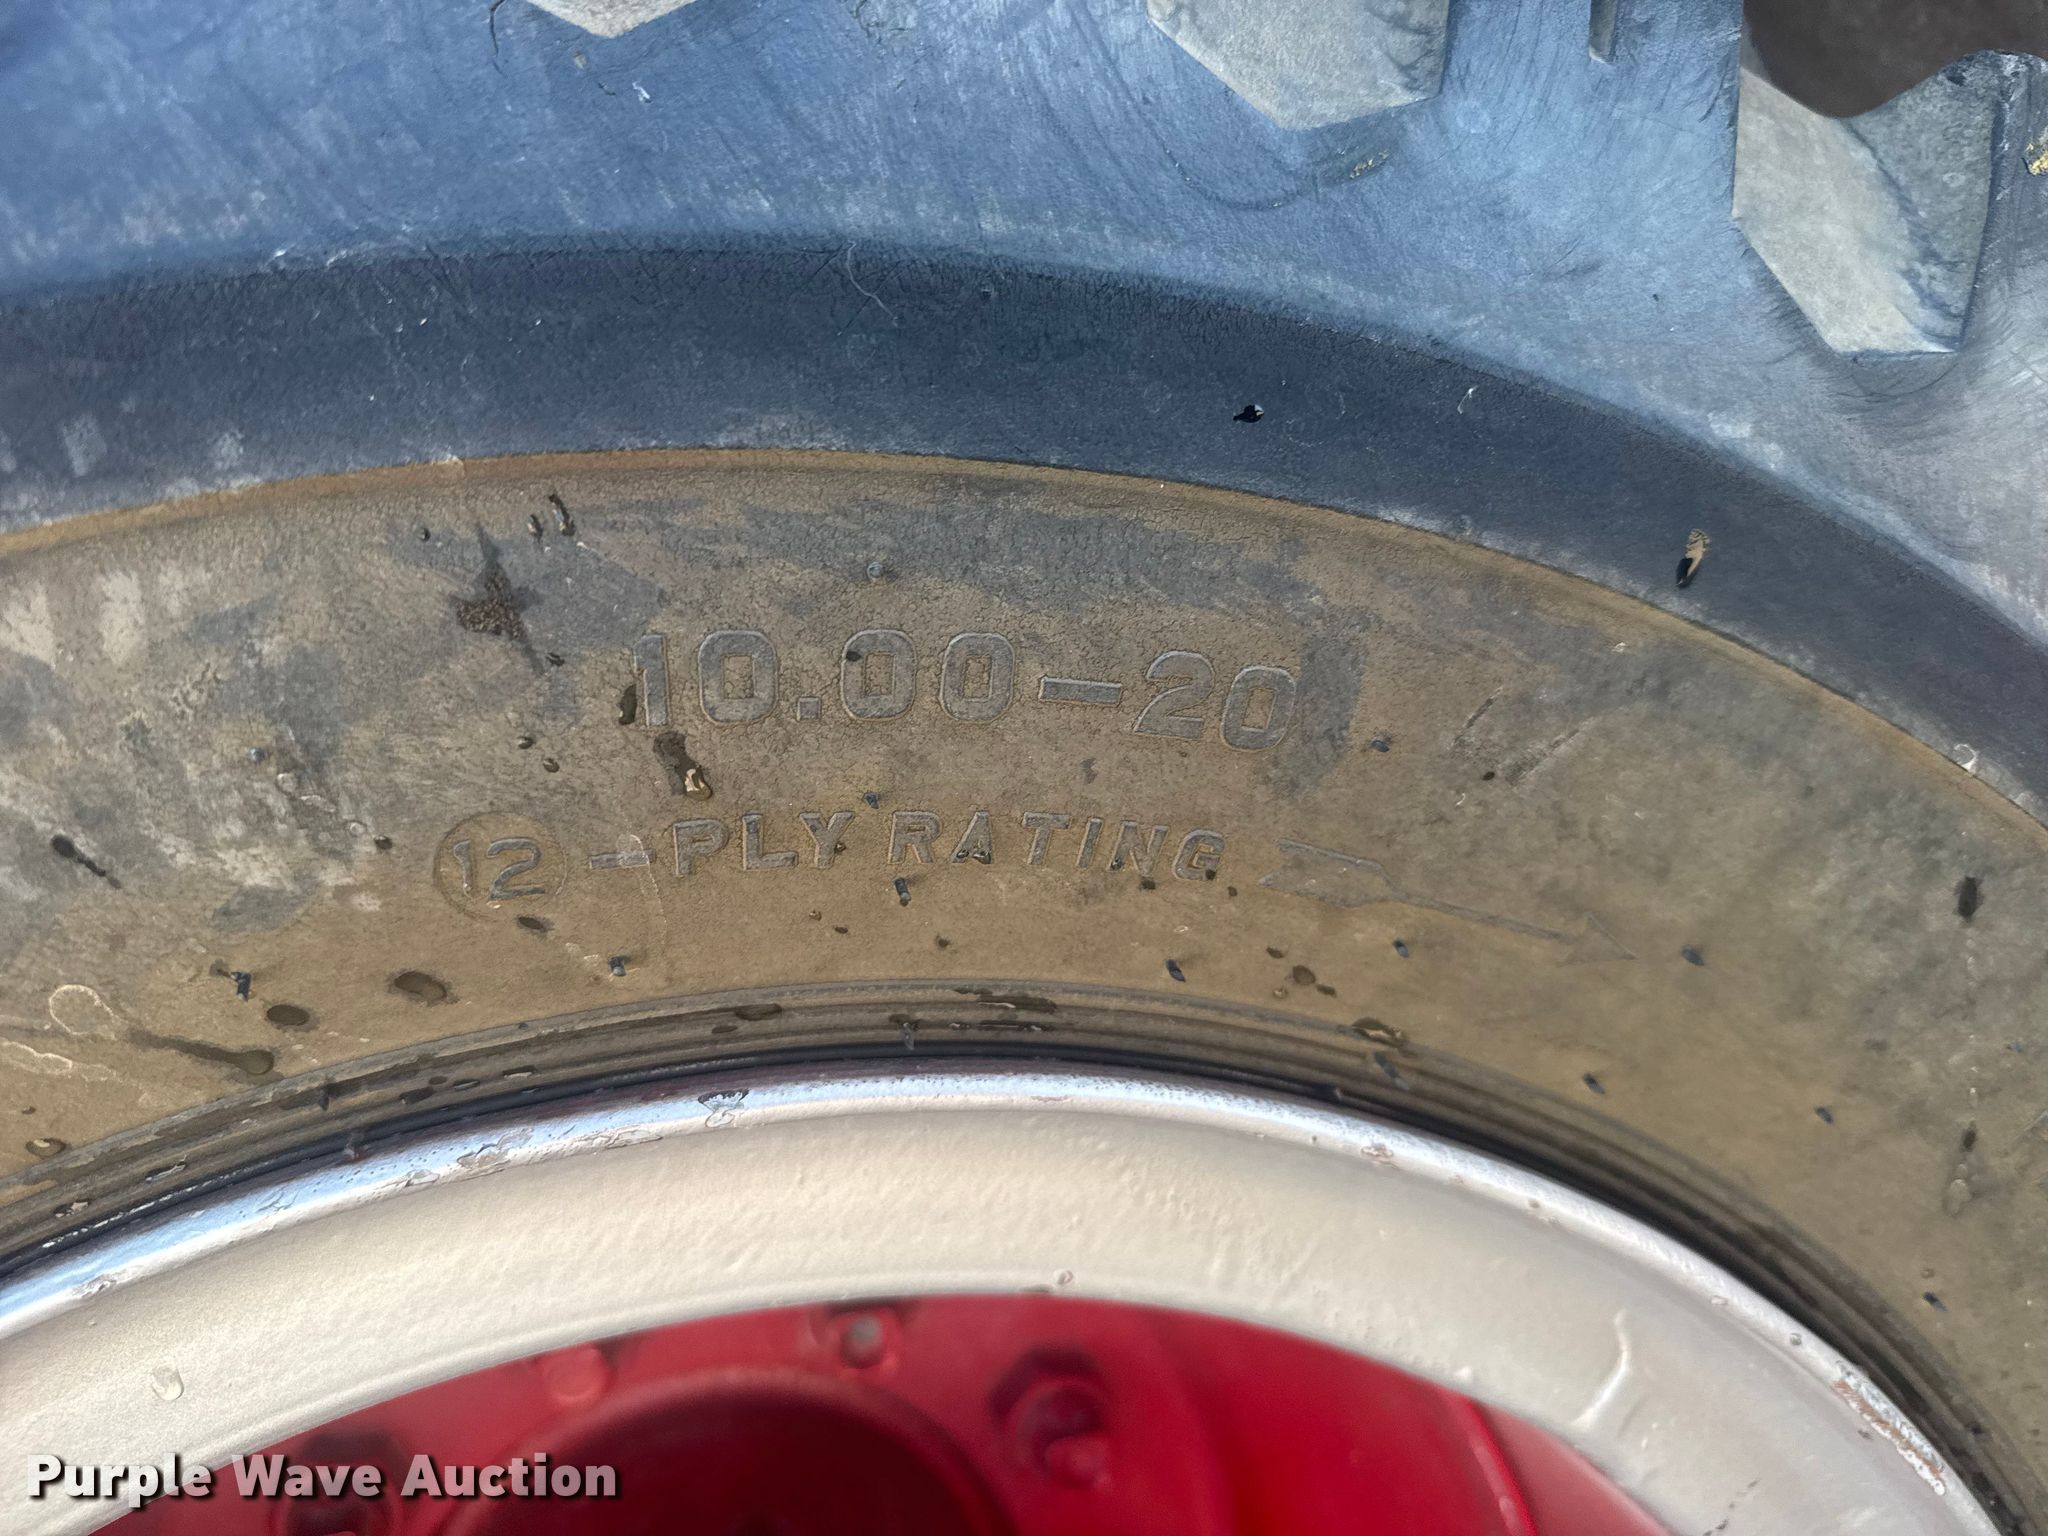 10.00-20
12 -PLY RATING
Purple Wave Auction